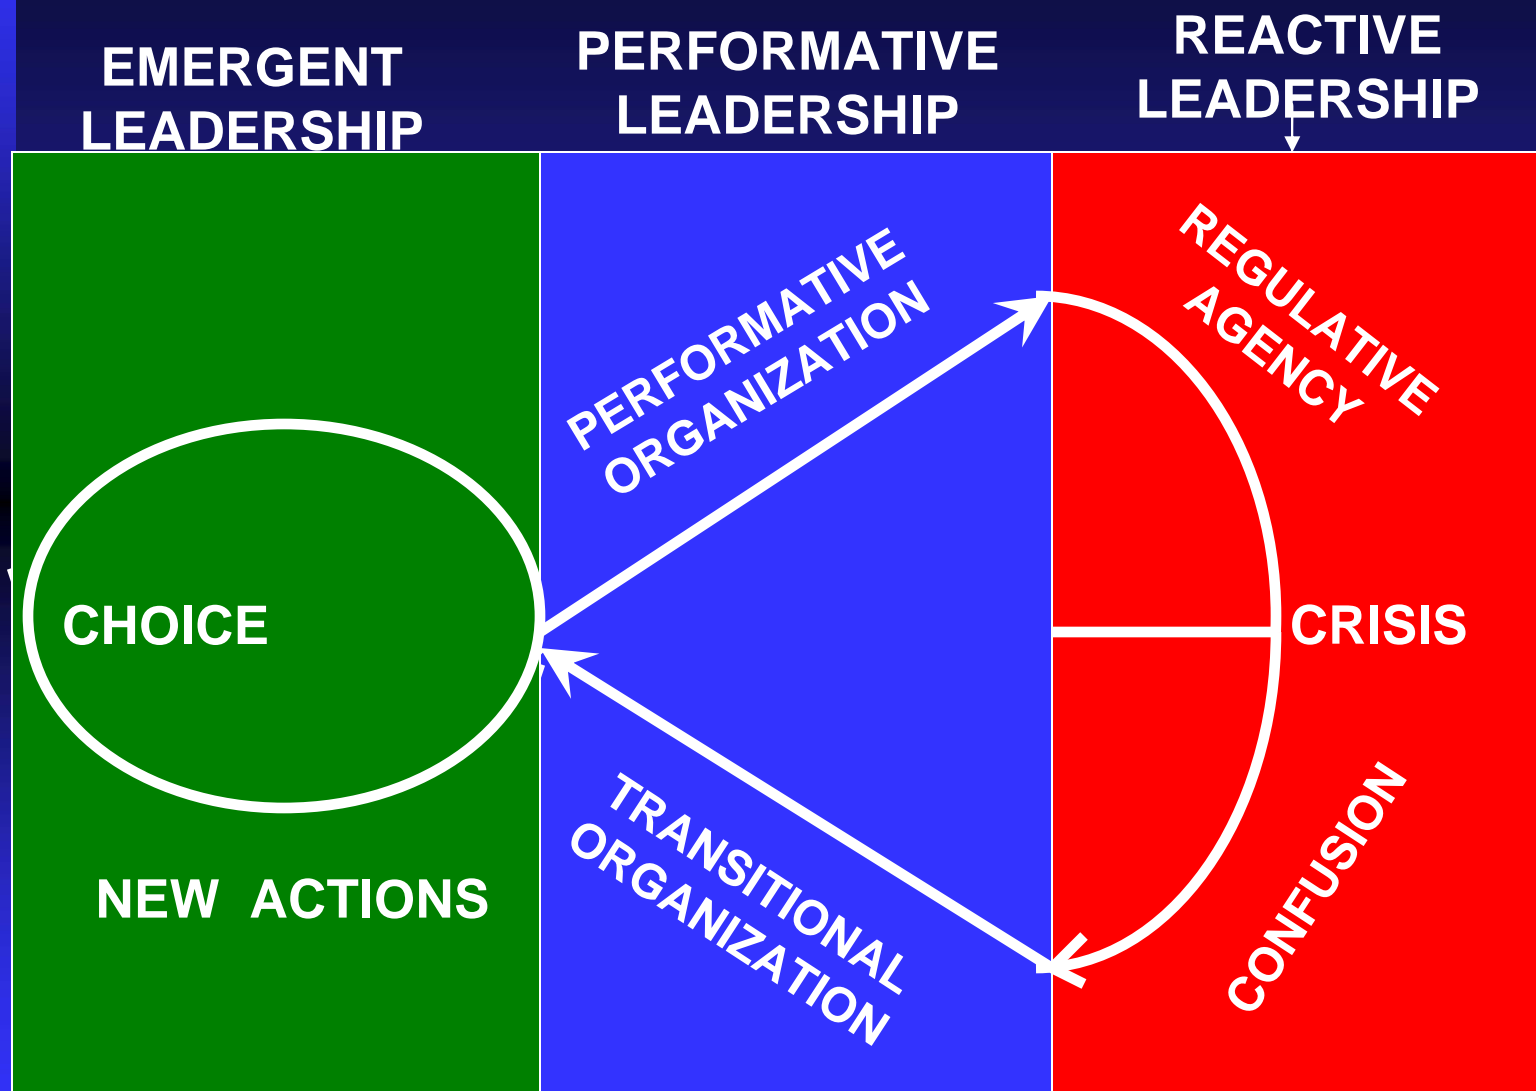 EMERGENT
LEADERSHIP
PERFORMATIVE
LEADERSHIP
REACTIVE
LEADERSHIP
PERFORMATIVE
ORGANIZATION
REGULATIVE
AGENCY
CHOICE
CRISIS
NEW ACTIONS
TRANSITIONAL
ORGANIZATION
CONFUSION